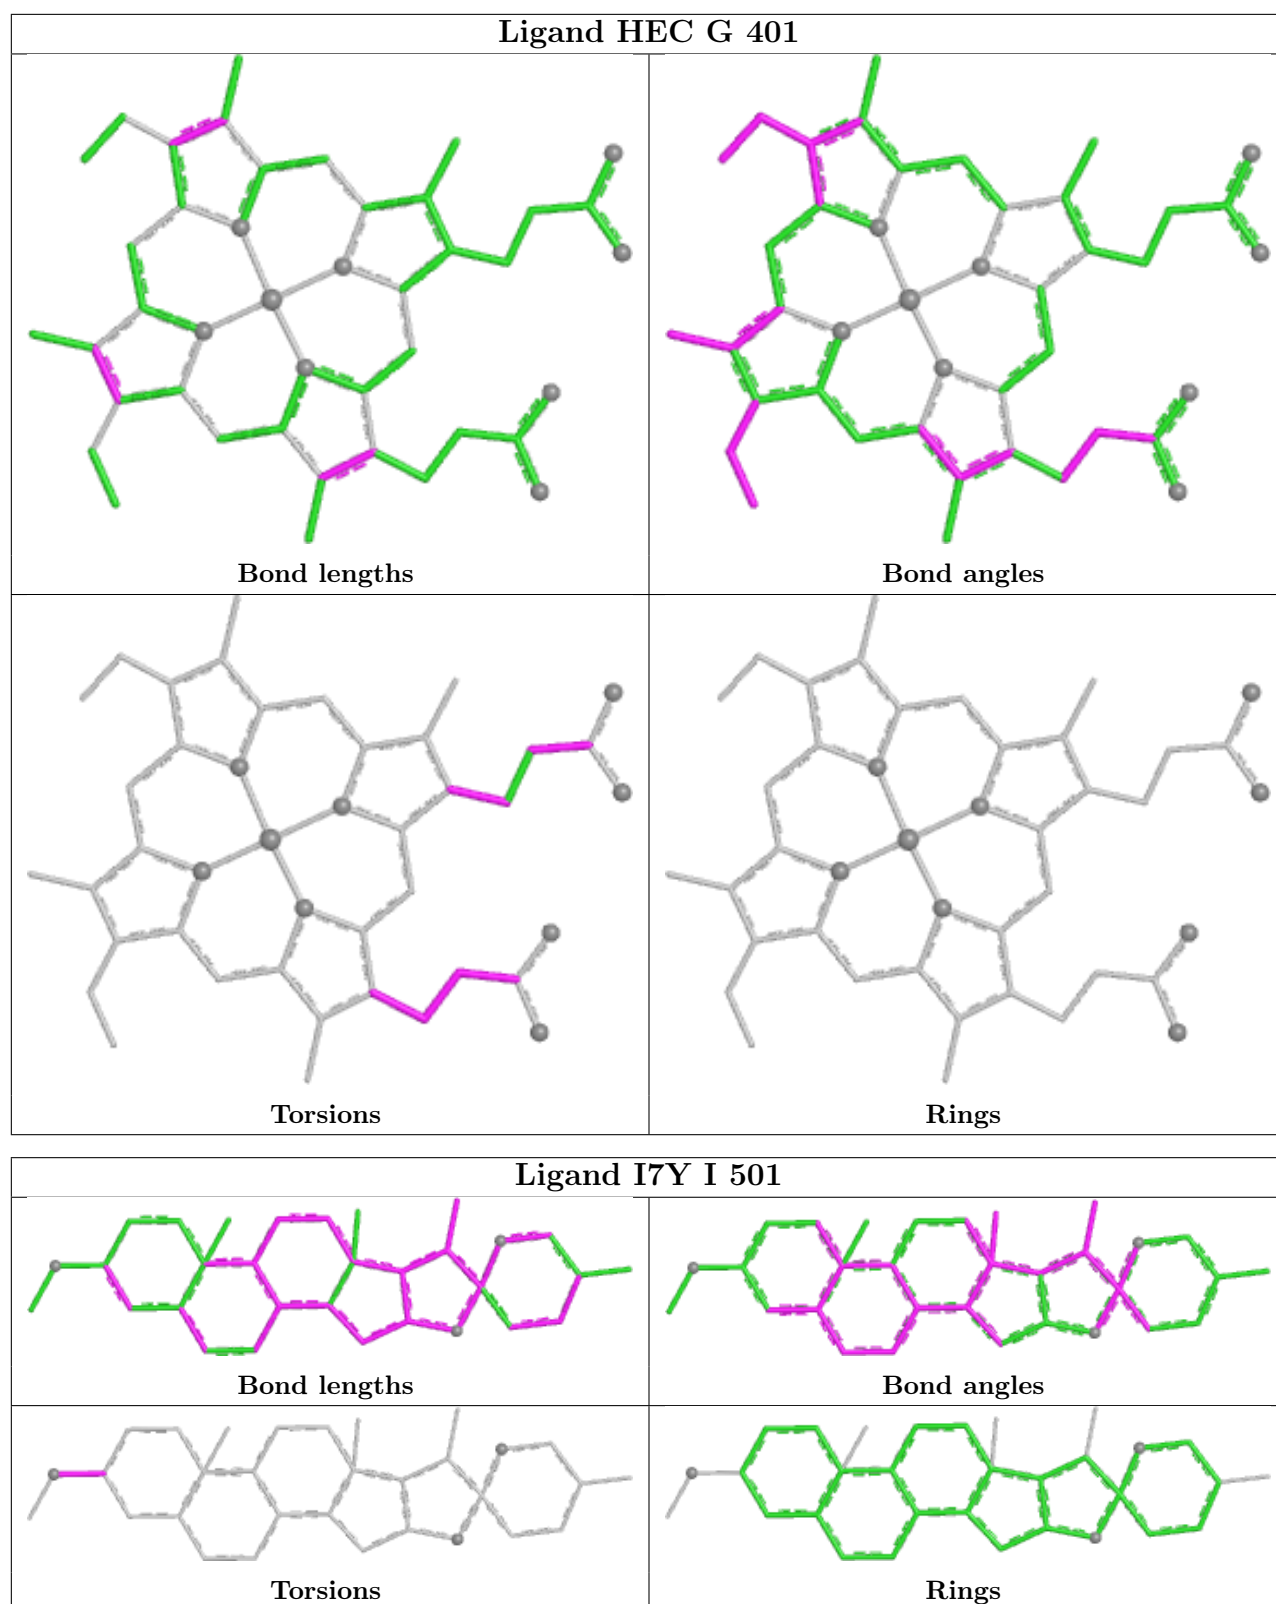 Ligand HEC G 401
Bond lengths
Bond angles
Torsions
Rings
Ligand I7Y I 501
Bond lengths
Bond angles
Torsions
Rings